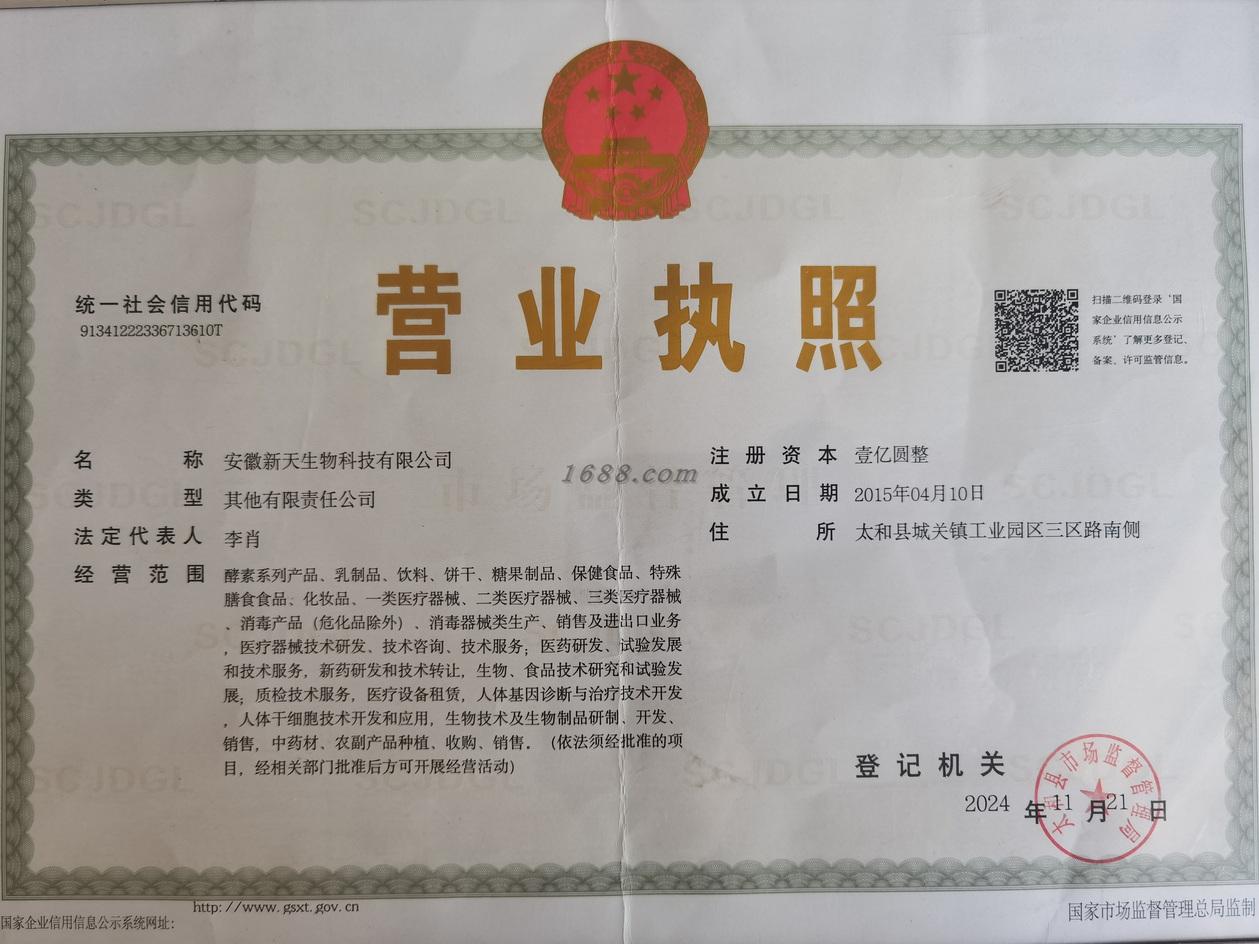 营业执照
统一社会信用代码
91341222336713610T
扫描二维码登录‘国
家企业信用信息公示
系统’了解更多登记、
备案、许可监管信息。
名称 安徽新天生物科技有限公司
类型 其他有限责任公司
法定代表人 李肖
经营范围 酵素系列产品、乳制品、饮料、饼干、糖果制品、保健食品、特殊
膳食食品、化妆品、一类医疗器械、二类医疗器械、三类医疗器械
、消毒产品（危化品除外）、消毒器械类生产、销售及进出口业务
，医疗器械技术研发、技术咨询、技术服务；医药研发、试验发展
和技术服务，新药研发和技术转让，生物、食品技术研究和试验发
展；质检技术服务，医疗设备租赁，人体基因诊断与治疗技术开发
，人体干细胞技术开发和应用，生物技术及生物制品研制、开发、
销售，中药材、农副产品种植、收购、销售。（依法须经批准的项
目，经相关部门批准后方可开展经营活动）
注册资本 壹亿圆整
成立日期 2015年04月10日
住所 太和县城关镇工业园区三区路南侧
1688.com
登记机关
太和县市场监督管理局
2024年11月21日
国家企业信用信息公示系统网址：http://www.gsxt.gov.cn
国家市场监督管理总局监制
SCJDGL